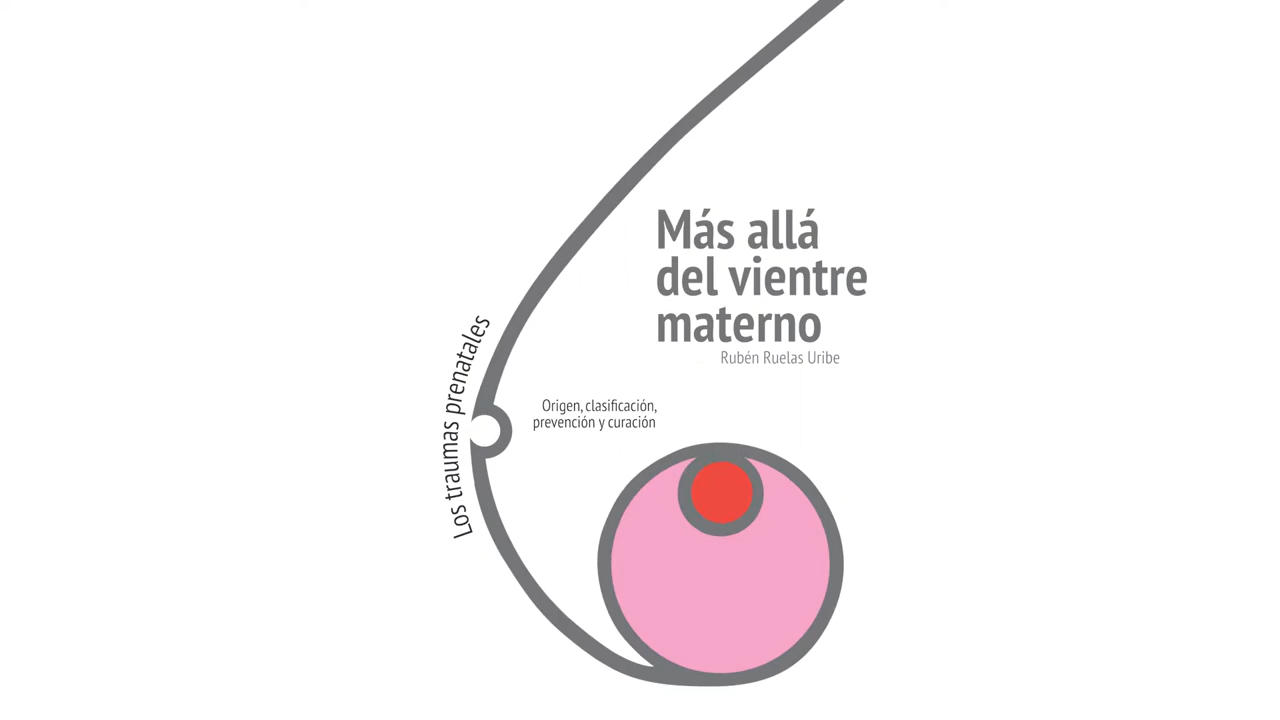 Más allá
del vientre
materno
Rubén Ruelas Uribe
Los traumas prenatales
Origen, clasificación,
prevención y curación